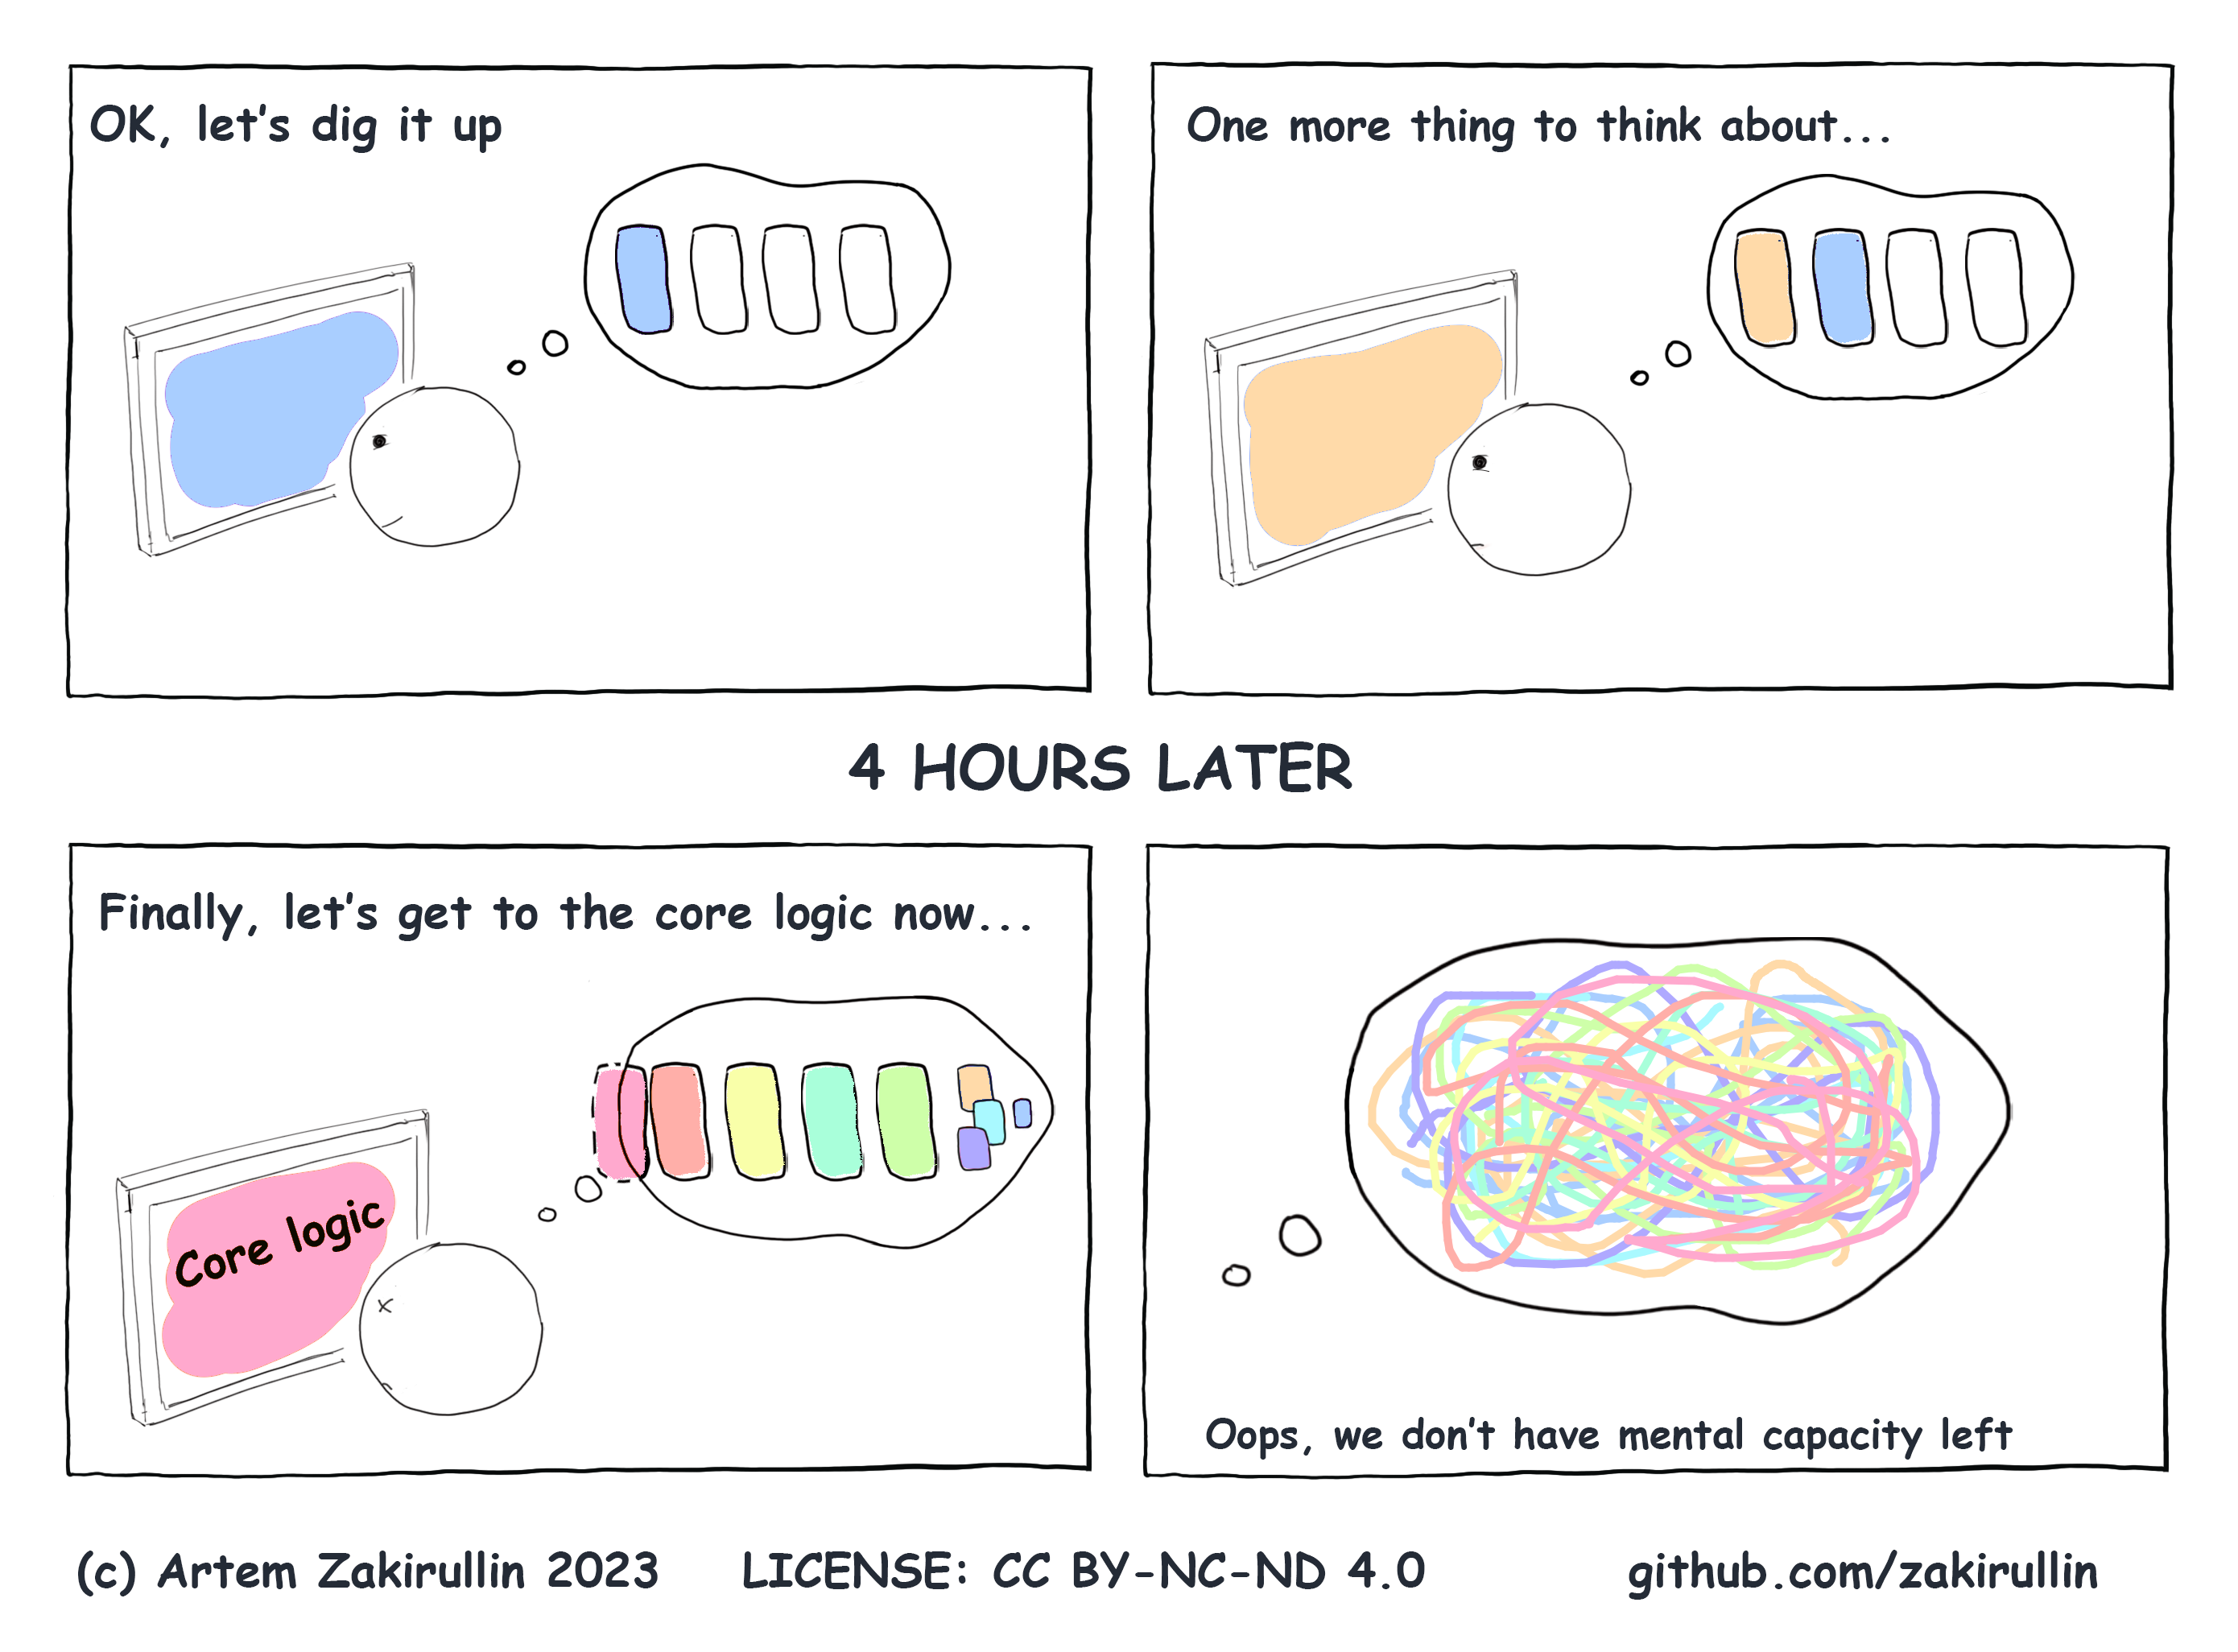 OK, let's dig it up
One more thing to think about...
4 HOURS LATER
Finally, let's get to the core logic now...
Core logic
Oops, we don't have mental capacity left
(c) Artem Zakirullin 2023
LICENSE: CC BY-NC-ND 4.0
github.com/zakirullin